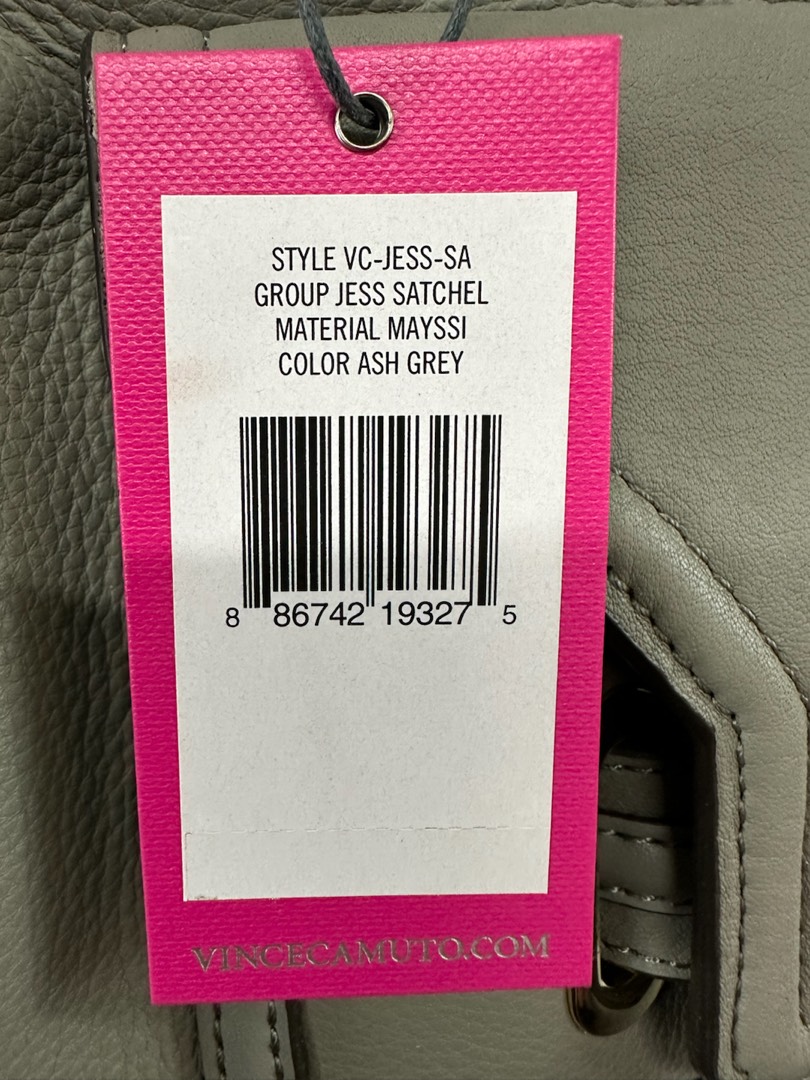 STYLE VC-JESS-SA
GROUP JESS SATCHEL
MATERIAL MAYSSI
COLOR ASH GREY
8 86742 19327 5
VINCECAMUTO.COM